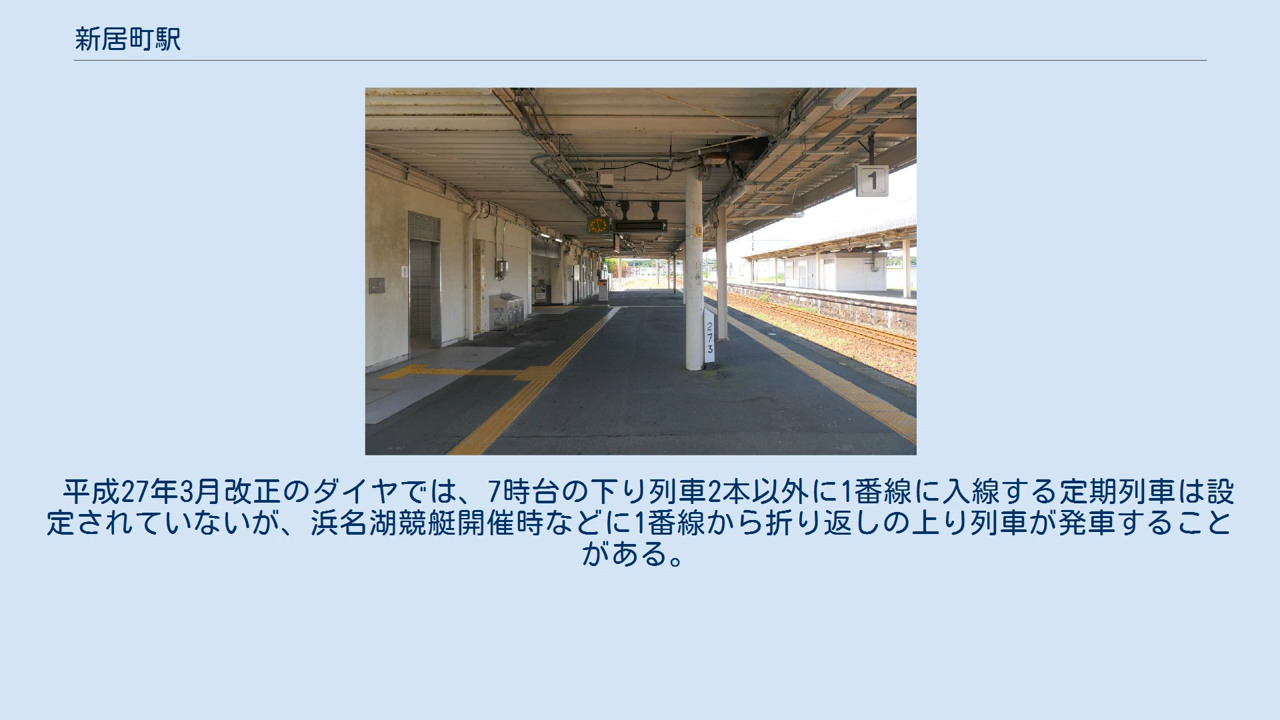 新居町駅
1
273
平成27年3月改正のダイヤでは、7時台の下り列車2本以外に1番線に入線する定期列車は設
定されていないが、浜名湖競艇開催時などに1番線から折り返しの上り列車が発車すること
がある。